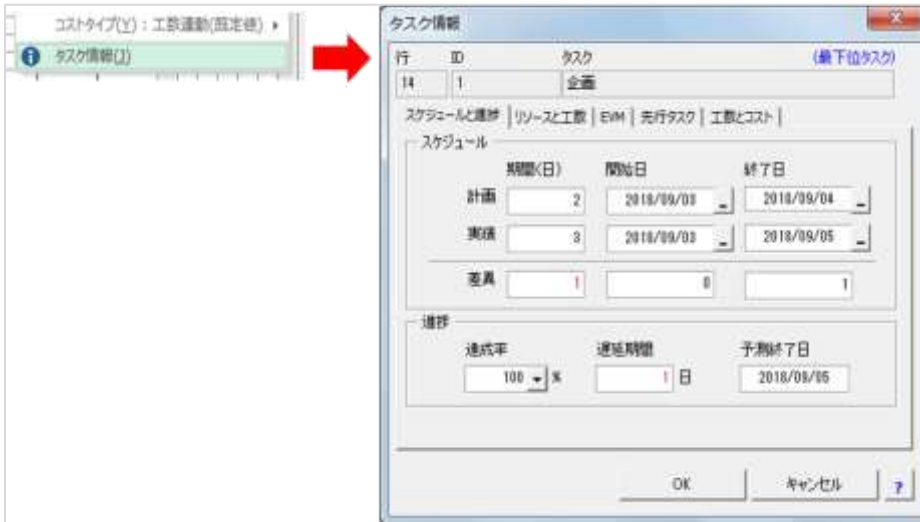 コストタイプ(Y):工数連動(既定値)
タスク情報(J)
タスク情報
行 ID タスク (最下位タスク)
14 1 企画
スケジュールと進捗 リソースと工数 EVM 先行タスク 工数とコスト
スケジュール
期間(日) 開始日 終了日
計画 2 2018/09/03 2018/09/04
実績 3 2018/09/03 2018/09/05
差異 1 0 1
進捗
達成率 遅延期間 予測終了日
100 % 1 日 2018/09/05
OK キャンセル ?